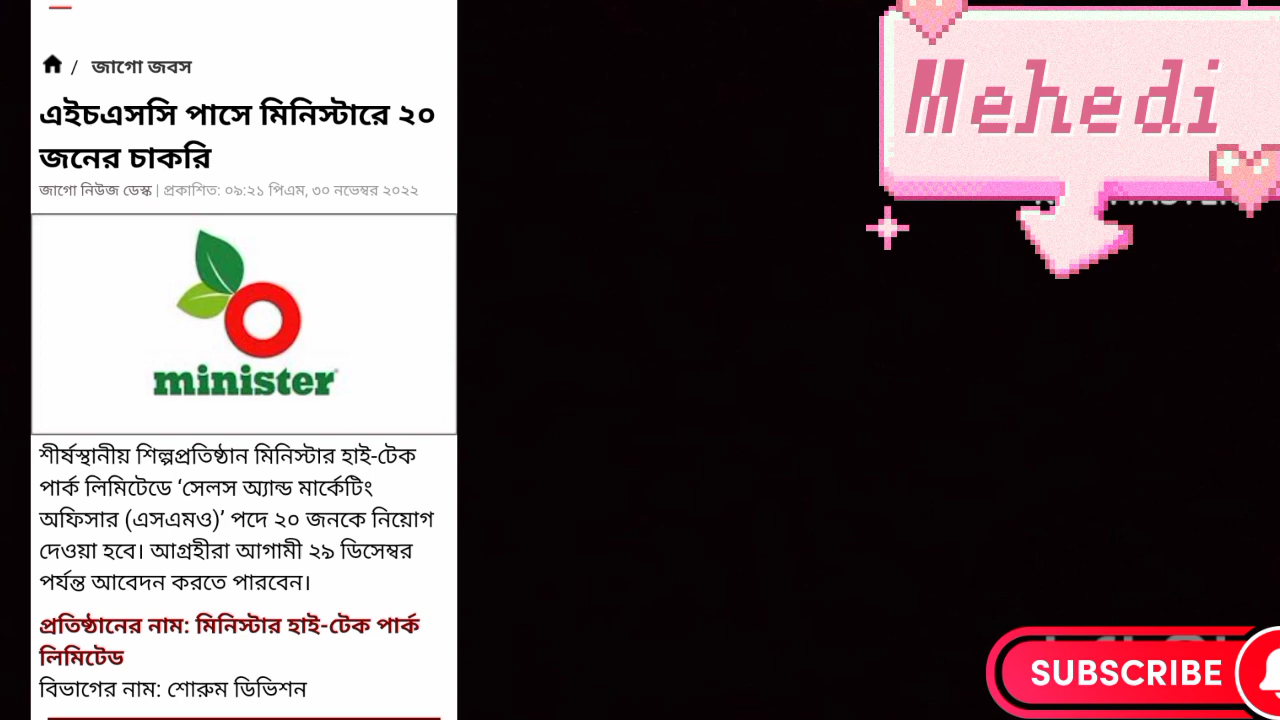 / জাগো জবস
এইচএসসি পাসে মিনিস্টারে ২০
জনের চাকরি
জাগো নিউজ ডেস্ক | প্রকাশিত: ০৯:২১ পিএম, ৩০ নভেম্বর ২০২২
minister
শীর্ষস্থানীয় শিল্পপ্রতিষ্ঠান মিনিস্টার হাই-টেক
পার্ক লিমিটেডে ‘সেলস অ্যান্ড মার্কেটিং
অফিসার (এসএমও)’ পদে ২০ জনকে নিয়োগ
দেওয়া হবে। আগ্রহীরা আগামী ২৯ ডিসেম্বর
পর্যন্ত আবেদন করতে পারবেন।
প্রতিষ্ঠানের নাম: মিনিস্টার হাই-টেক পার্ক
লিমিটেড
বিভাগের নাম: শোরুম ডিভিশন
Mehedi
SUBSCRIBE